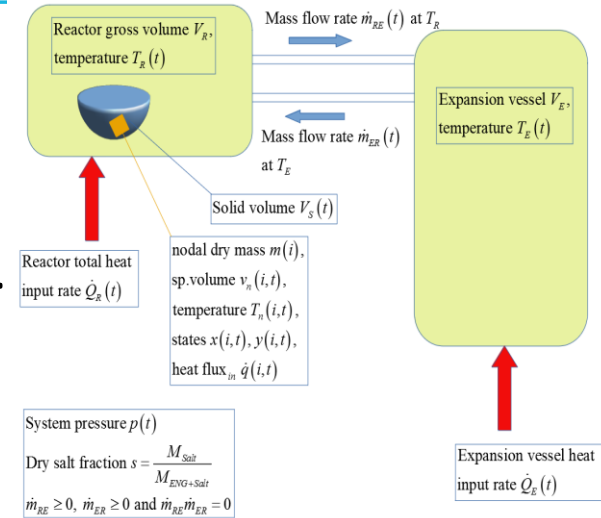 Reactor gross volume V_R,
temperature T_R(t)
Mass flow rate ṁ_RE(t) at T_R
Mass flow rate ṁ_ER(t)
at T_E
Expansion vessel V_E,
temperature T_E(t)
Solid volume V_S(t)
Reactor total heat
input rate Q̇_R(t)
nodal dry mass m(i),
sp.volume v_n(i,t),
temperature T_n(i,t),
states x(i,t), y(i,t),
heat flux_in q̇(i,t)
System pressure p(t)
Dry salt fraction s = M_Salt / M_ENG+Salt
ṁ_RE ≥ 0, ṁ_ER ≥ 0 and ṁ_RE ṁ_ER = 0
Expansion vessel heat
input rate Q̇_E(t)